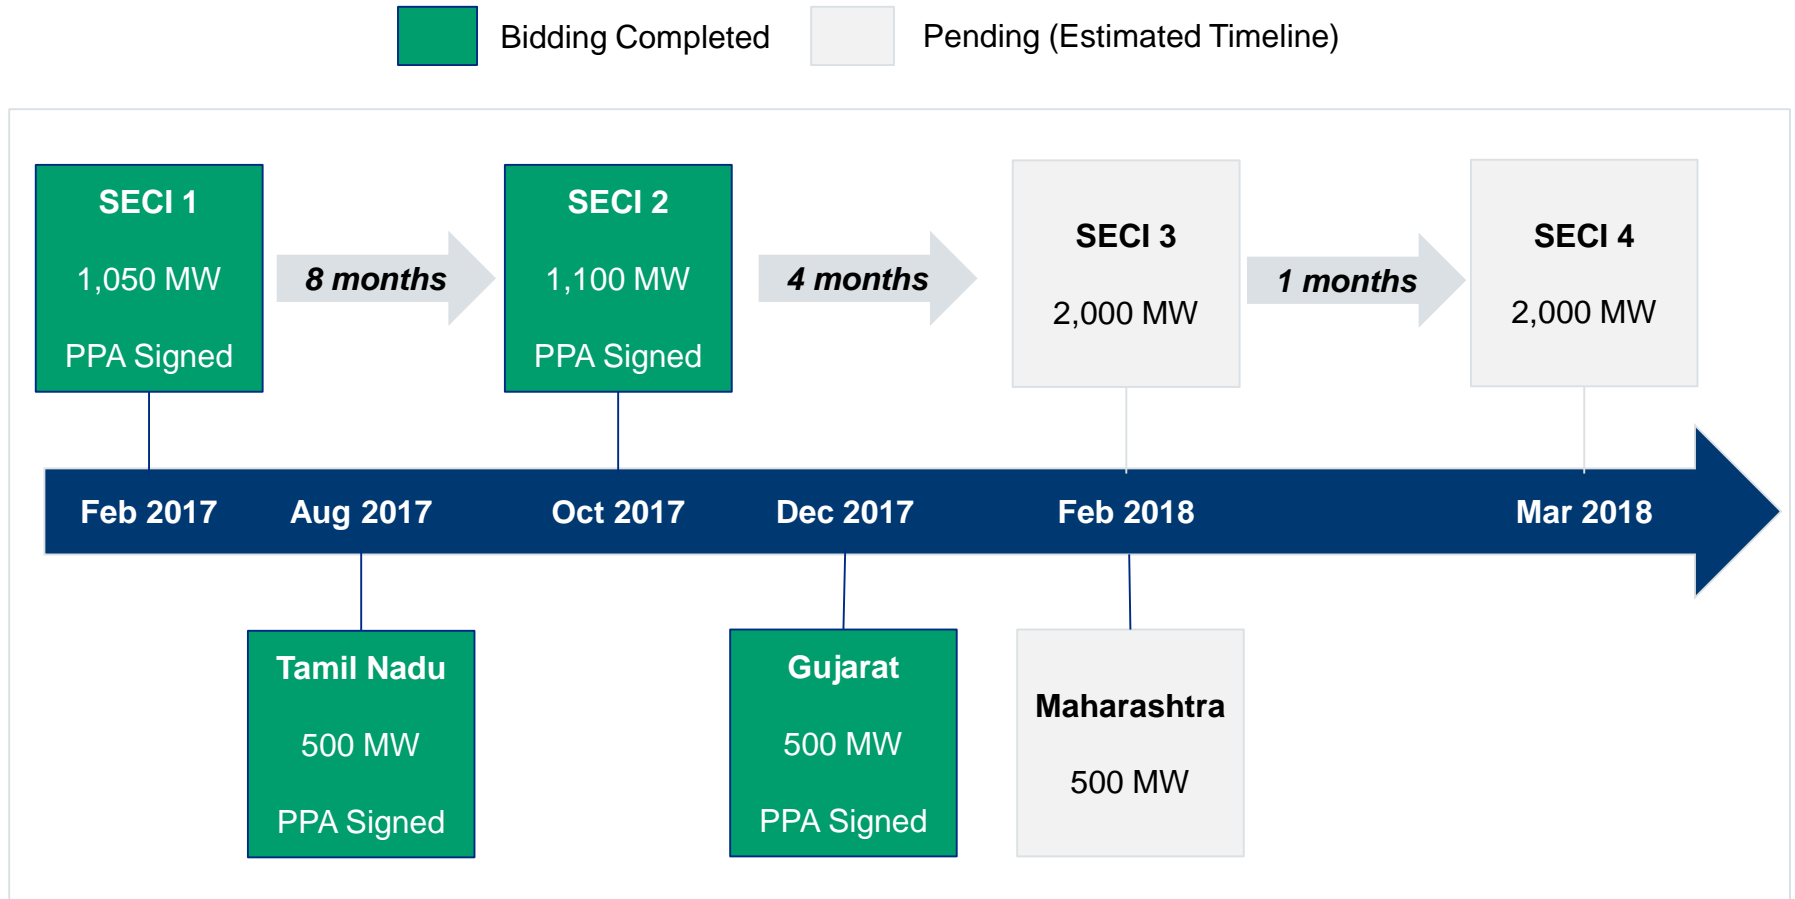 Bidding Completed
Pending (Estimated Timeline)
SECI 1
1,050 MW
PPA Signed
8 months
SECI 2
1,100 MW
PPA Signed
4 months
SECI 3
2,000 MW
1 months
SECI 4
2,000 MW
Feb 2017
Aug 2017
Oct 2017
Dec 2017
Feb 2018
Mar 2018
Tamil Nadu
500 MW
PPA Signed
Gujarat
500 MW
PPA Signed
Maharashtra
500 MW